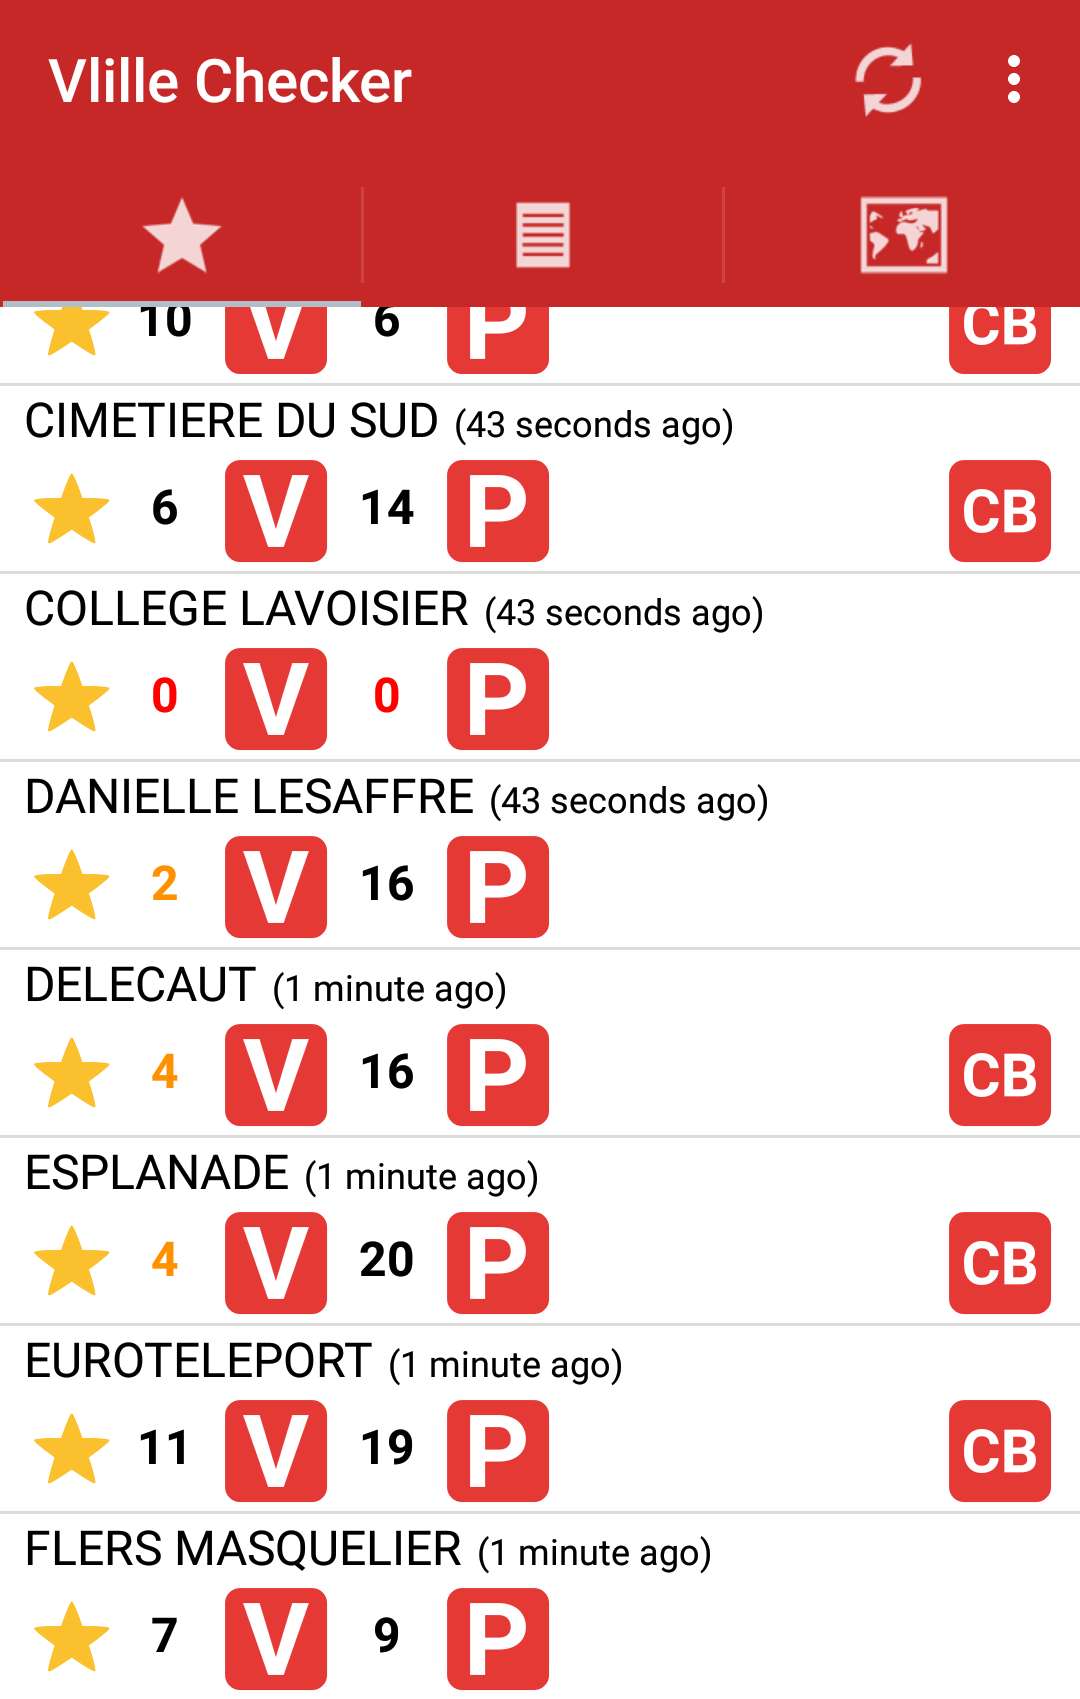 Vlille Checker
10 V 6 P CB
CIMETIERE DU SUD (43 seconds ago)
6 V 14 P CB
COLLEGE LAVOISIER (43 seconds ago)
0 V 0 P
DANIELLE LESAFFRE (43 seconds ago)
2 V 16 P
DELECAUT (1 minute ago)
4 V 16 P CB
ESPLANADE (1 minute ago)
4 V 20 P CB
EUROTELEPORT (1 minute ago)
11 V 19 P CB
FLERS MASQUELIER (1 minute ago)
7 V 9 P